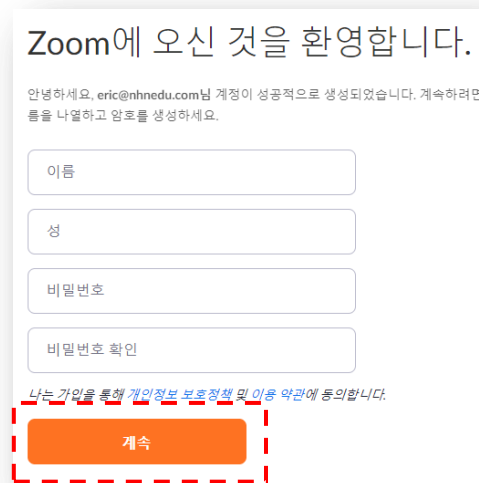 Zoom에 오신 것을 환영합니다.
안녕하세요, eric@nhnedu.com님 계정이 성공적으로 생성되었습니다. 계속하려면
름을 나열하고 암호를 생성하세요.
이름
성
비밀번호
비밀번호 확인
나는 가입을 통해 개인정보 보호정책 및 이용 약관에 동의합니다.
계속